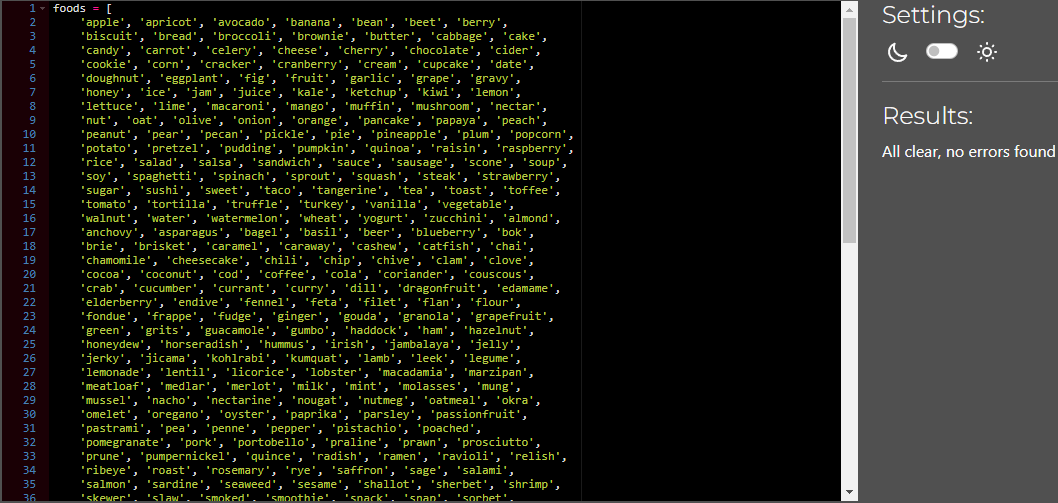 1 foods = [
2 'apple', 'apricot', 'avocado', 'banana', 'bean', 'beet', 'berry',
3 'biscuit', 'bread', 'broccoli', 'brownie', 'butter', 'cabbage', 'cake',
4 'candy', 'carrot', 'celery', 'cheese', 'cherry', 'chocolate', 'cider',
5 'cookie', 'corn', 'cracker', 'cranberry', 'cream', 'cupcake', 'date',
6 'doughnut', 'eggplant', 'fig', 'fruit', 'garlic', 'grape', 'gravy',
7 'honey', 'ice', 'jam', 'juice', 'kale', 'ketchup', 'kiwi', 'lemon',
8 'lettuce', 'lime', 'macaroni', 'mango', 'muffin', 'mushroom', 'nectar',
9 'nut', 'oat', 'olive', 'onion', 'orange', 'pancake', 'papaya', 'peach',
10 'peanut', 'pear', 'pecan', 'pickle', 'pie', 'pineapple', 'plum', 'popcorn',
11 'potato', 'pretzel', 'pudding', 'pumpkin', 'quinoa', 'raisin', 'raspberry',
12 'rice', 'salad', 'salsa', 'sandwich', 'sauce', 'sausage', 'scone', 'soup',
13 'soy', 'spaghetti', 'spinach', 'sprout', 'squash', 'steak', 'strawberry',
14 'sugar', 'sushi', 'sweet', 'taco', 'tangerine', 'tea', 'toast', 'toffee',
15 'tomato', 'tortilla', 'truffle', 'turkey', 'vanilla', 'vegetable',
16 'walnut', 'water', 'watermelon', 'wheat', 'yogurt', 'zucchini', 'almond',
17 'anchovy', 'asparagus', 'bagel', 'basil', 'beer', 'blueberry', 'bok',
18 'brie', 'brisket', 'caramel', 'caraway', 'cashew', 'catfish', 'chai',
19 'chamomile', 'cheesecake', 'chili', 'chip', 'chive', 'clam', 'clove',
20 'cocoa', 'coconut', 'cod', 'coffee', 'cola', 'coriander', 'couscous',
21 'crab', 'cucumber', 'currant', 'curry', 'dill', 'dragonfruit', 'edamame',
22 'elderberry', 'endive', 'fennel', 'feta', 'filet', 'flan', 'flour',
23 'fondue', 'frappe', 'fudge', 'ginger', 'gouda', 'granola', 'grapefruit',
24 'green', 'grits', 'guacamole', 'gumbo', 'haddock', 'ham', 'hazelnut',
25 'honeydew', 'horseradish', 'hummus', 'irish', 'jambalaya', 'jelly',
26 'jerky', 'jicama', 'kohlrabi', 'kumquat', 'lamb', 'leek', 'legume',
27 'lemonade', 'lentil', 'licorice', 'lobster', 'macadamia', 'marzipan',
28 'meatloaf', 'medlar', 'merlot', 'milk', 'mint', 'molasses', 'mung',
29 'mussel', 'nacho', 'nectarine', 'nougat', 'nutmeg', 'oatmeal', 'okra',
30 'omelet', 'oregano', 'oyster', 'paprika', 'parsley', 'passionfruit',
31 'pastrami', 'pea', 'penne', 'pepper', 'pistachio', 'poached',
32 'pomegranate', 'pork', 'portobello', 'praline', 'prawn', 'prosciutto',
33 'prune', 'pumpernickel', 'quince', 'radish', 'ramen', 'ravioli', 'relish',
34 'ribeye', 'roast', 'rosemary', 'rye', 'saffron', 'sage', 'salami',
35 'salmon', 'sardine', 'seaweed', 'sesame', 'shallot', 'sherbet', 'shrimp',
36 'skewer', 'slaw', 'smoked', 'smoothie', 'snack', 'snap', 'sorbet',
Settings:
Results:
All clear, no errors found